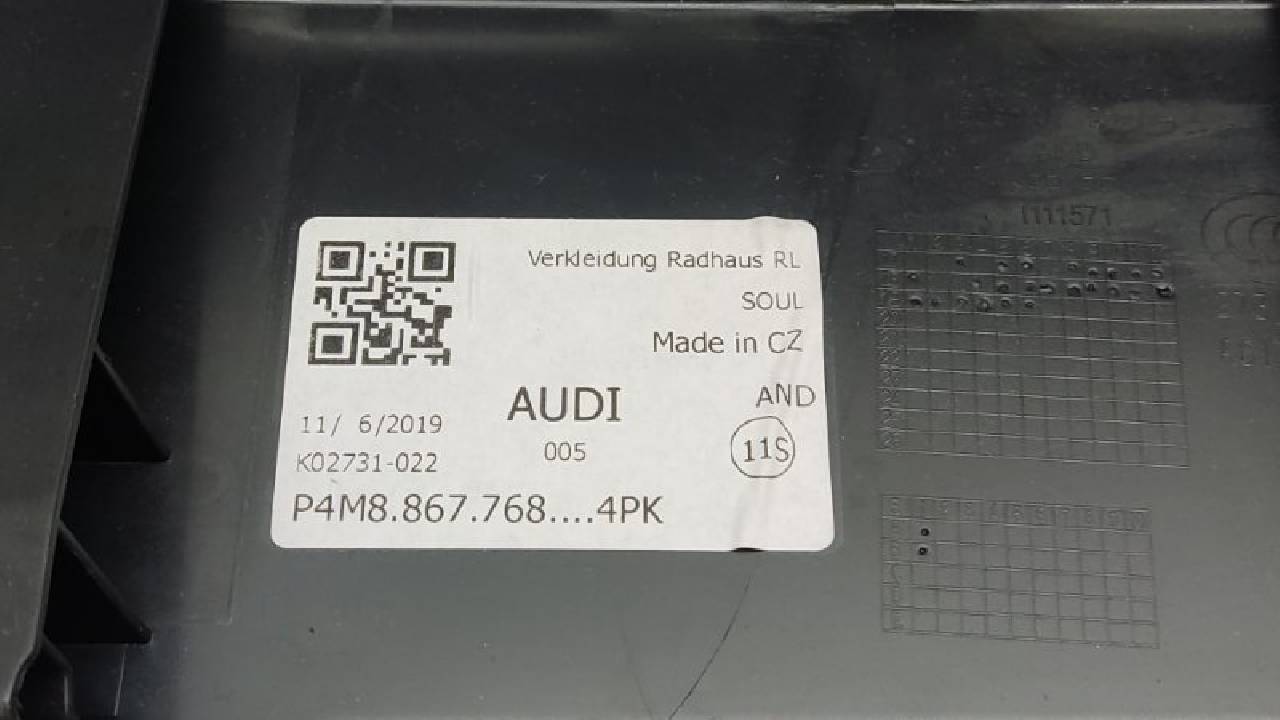 Verkleidung Radhaus RL
SOUL
Made in CZ
AUDI
AND
11/ 6/2019
005
11S
K02731-022
P4M8.867.768....4PK
1111571